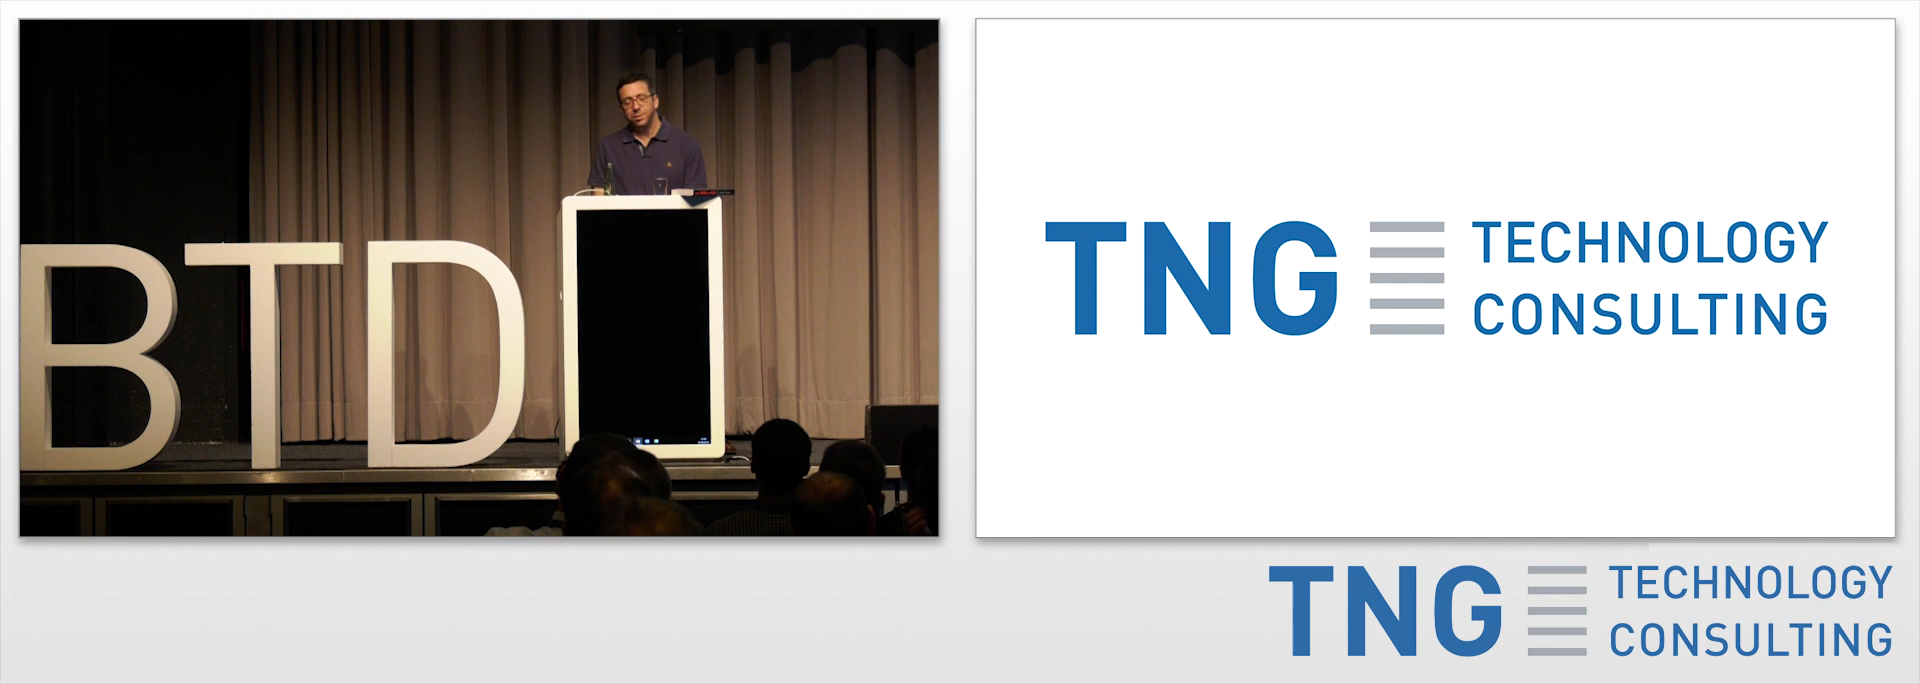 BTD
TNG TECHNOLOGY
CONSULTING
TNG TECHNOLOGY
CONSULTING